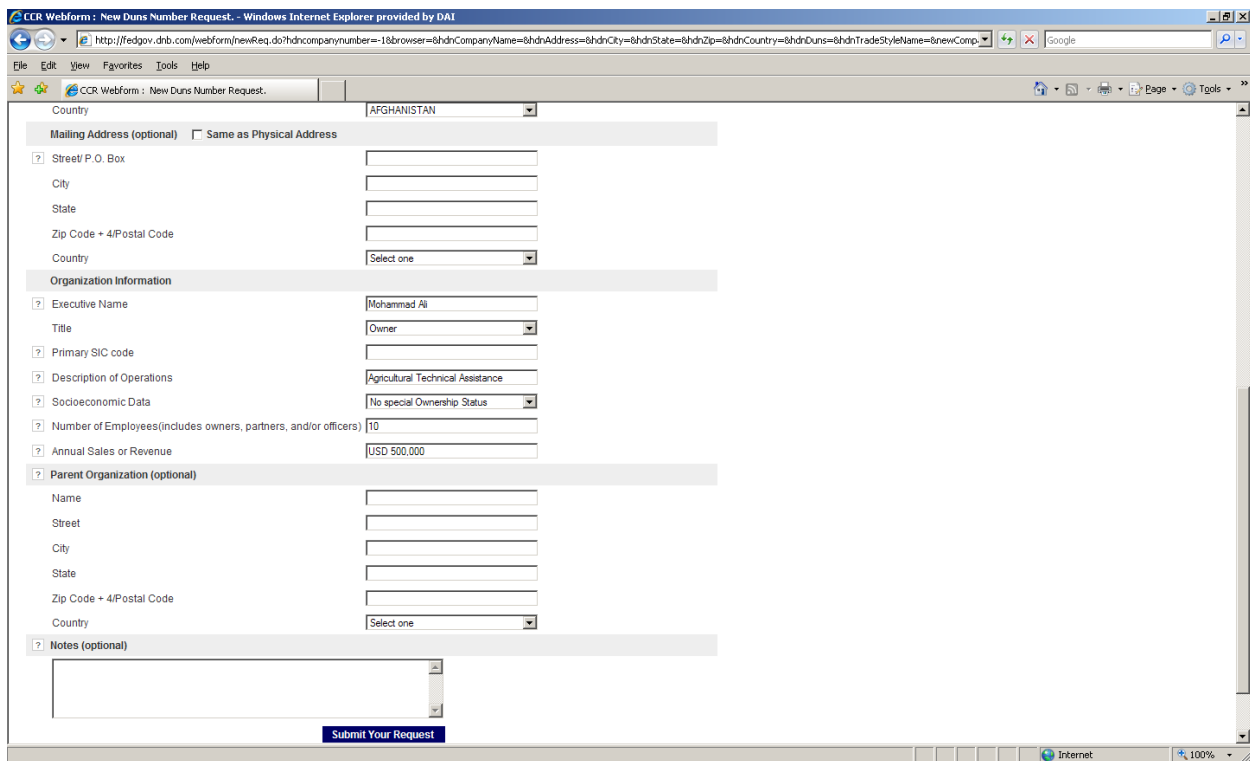 CCR Webform : New Duns Number Request. - Windows Internet Explorer provided by DAI
http://fedgov.dnb.com/webform/newReq.do?hdncompanynumber=-1&browser=&hdnCompanyName=&hdnAddress=&hdnCity=&hdnState=&hdnZip=&hdnCountry=&hdnDuns=&hdnTradeStyleName=&newComp Google
File Edit View Favorites Tools Help
CCR Webform : New Duns Number Request. Page Tools
Country AFGHANISTAN
Mailing Address (optional) Same as Physical Address
? Street/ P.O. Box
City
State
Zip Code + 4/Postal Code
Country Select one
Organization Information
? Executive Name Mohammad Ali
Title Owner
? Primary SIC code
? Description of Operations Agricultural Technical Assistance
? Socioeconomic Data No special Ownership Status
? Number of Employees(includes owners, partners, and/or officers) 10
? Annual Sales or Revenue USD 500,000
? Parent Organization (optional)
Name
Street
City
State
Zip Code + 4/Postal Code
Country Select one
? Notes (optional)
Submit Your Request
Internet 100%